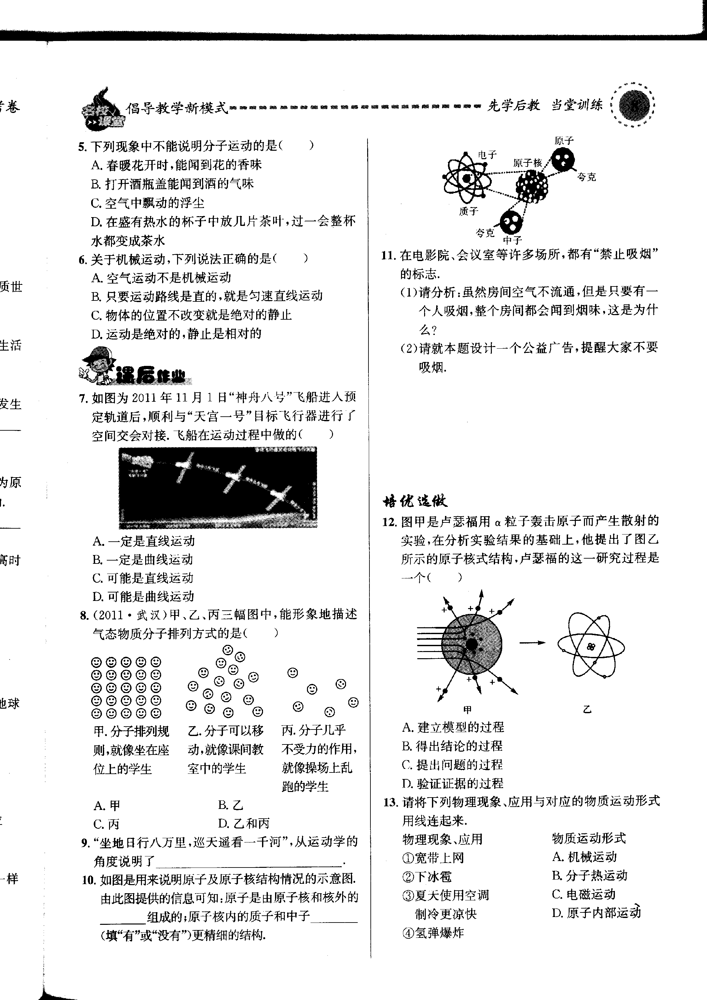 考卷
质世
生活
发生
为原
高时
地球
一样
名校
课堂
倡导教学新模式
先学后教 当堂训练
5. 下列现象中不能说明分子运动的是( )
A. 春暖花开时,能闻到花的香味
B. 打开酒瓶盖能闻到酒的气味
C. 空气中飘动的浮尘
D. 在盛有热水的杯子中放几片茶叶,过一会整杯
水都变成茶水
6. 关于机械运动,下列说法正确的是( )
A. 空气运动不是机械运动
B. 只要运动路线是直的,就是匀速直线运动
C. 物体的位置不改变就是绝对的静止
D. 运动是绝对的,静止是相对的
课后作业
7. 如图为 2011 年 11 月 1 日“神舟八号”飞船进入预
定轨道后,顺利与“天宫一号”目标飞行器进行了
空间交会对接. 飞船在运动过程中做的( )
A. 一定是直线运动
B. 一定是曲线运动
C. 可能是直线运动
D. 可能是曲线运动
8. (2011·武汉)甲、乙、丙三幅图中,能形象地描述
气态物质分子排列方式的是( )
甲. 分子排列规
则,就像坐在座
位上的学生
乙. 分子可以移
动,就像课间教
室中的学生
丙. 分子几乎
不受力的作用,
就像操场上乱
跑的学生
A. 甲 B. 乙
C. 丙 D. 乙和丙
9. “坐地日行八万里,巡天遥看一千河”,从运动学的
角度说明了______.
10. 如图是用来说明原子及原子核结构情况的示意图.
由此图提供的信息可知:原子是由原子核和核外的
______组成的;原子核内的质子和中子______
(填“有”或“没有”)更精细的结构.
原子
电子
原子核
夸克
质子
夸克
中子
11. 在电影院、会议室等许多场所,都有“禁止吸烟”
的标志.
(1)请分析:虽然房间空气不流通,但是只要有一
个人吸烟,整个房间都会闻到烟味,这是为什
么?
(2)请就本题设计一个公益广告,提醒大家不要
吸烟.
培优选做
12. 图甲是卢瑟福用 α 粒子轰击原子而产生散射的
实验,在分析实验结果的基础上,他提出了图乙
所示的原子核式结构,卢瑟福的这一研究过程是
一个( )
+ + +
+ + +
甲 乙
A. 建立模型的过程
B. 得出结论的过程
C. 提出问题的过程
D. 验证证据的过程
13. 请将下列物理现象、应用与对应的物质运动形式
用线连起来.
物理现象、应用 物质运动形式
①宽带上网 A. 机械运动
②下冰雹 B. 分子热运动
③夏天使用空调 C. 电磁运动
制冷更凉快 D. 原子内部运动
④氢弹爆炸